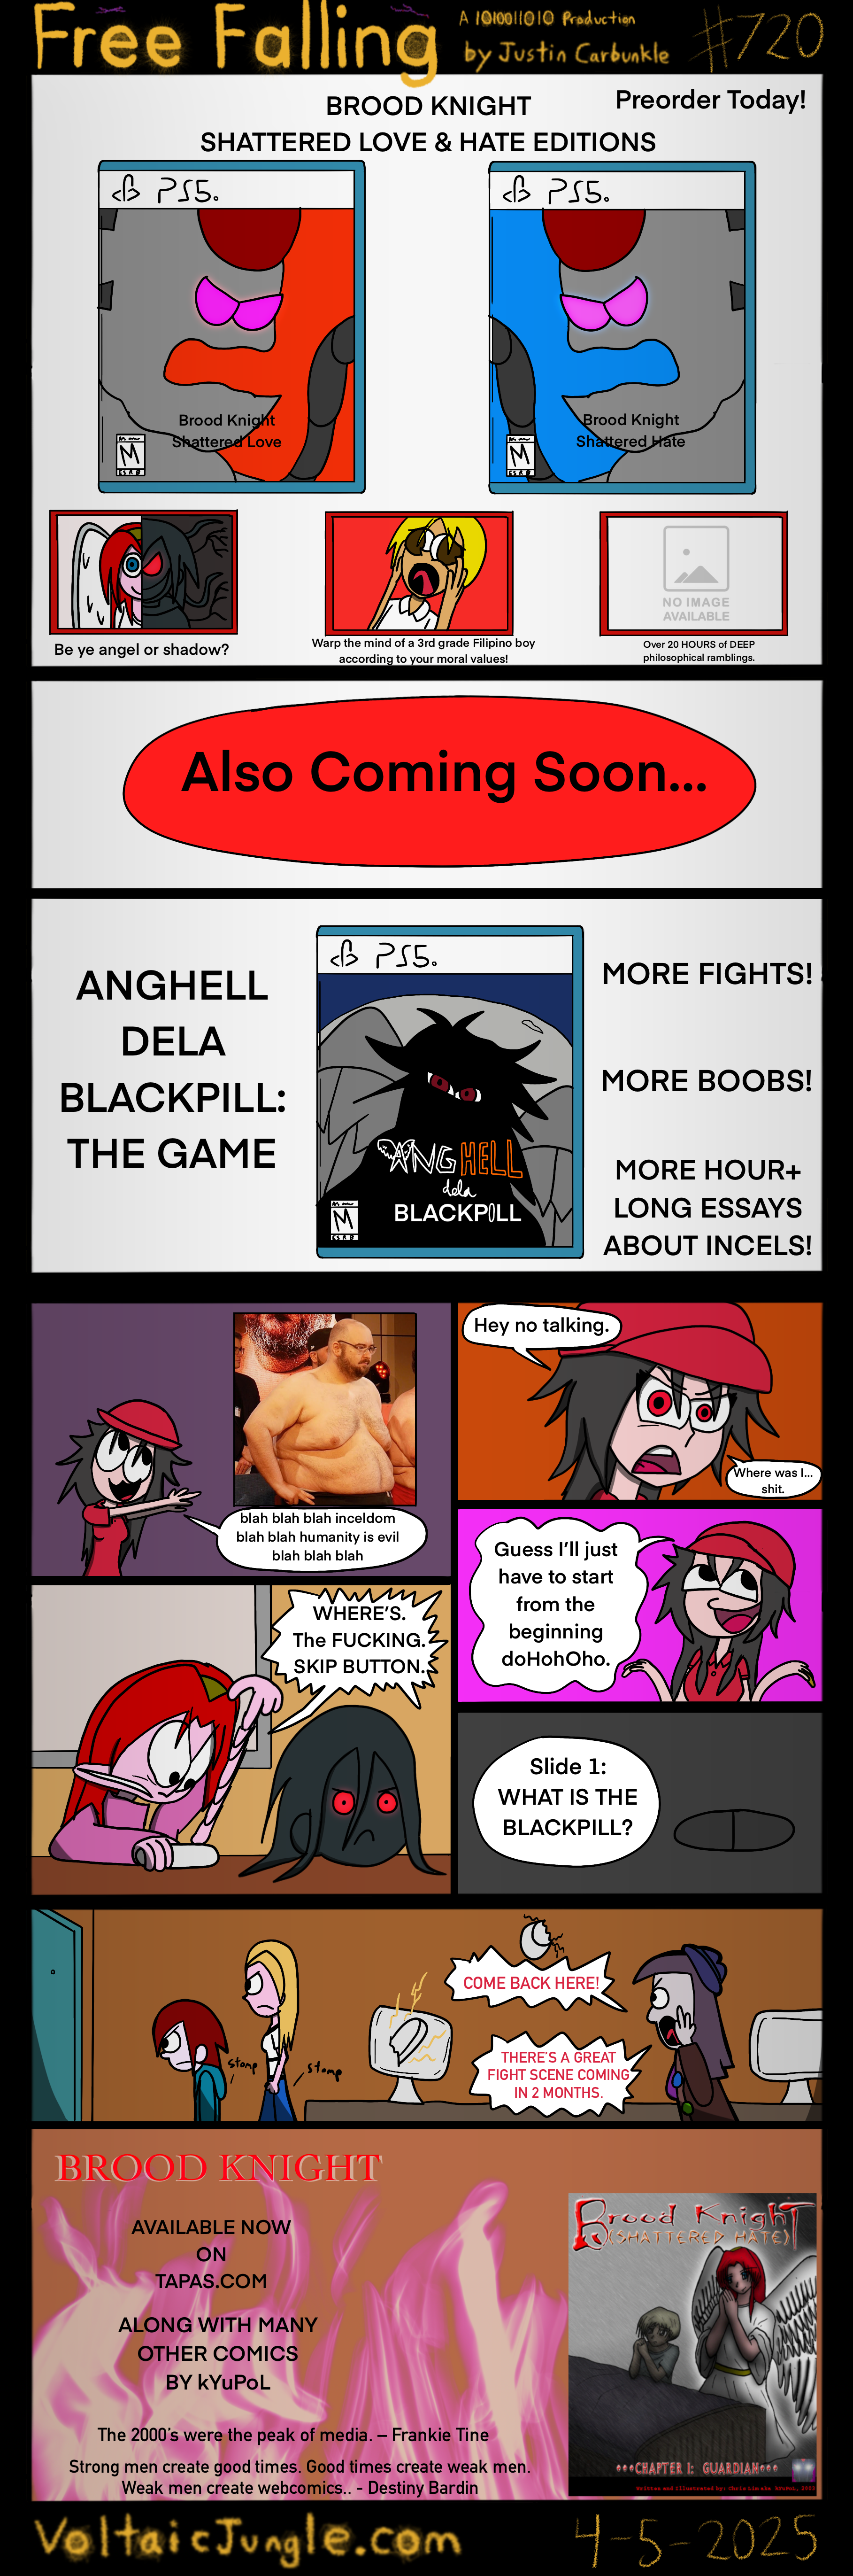 Free Falling
A 1010011010 Production
by Justin Carbunkle
#720
BROOD KNIGHT
SHATTERED LOVE & HATE EDITIONS
Preorder Today!
PS5.
Brood Knight
Shattered Love
M
ESRB
PS5.
Brood Knight
Shattered Hate
M
ESRB
Be ye angel or shadow?
Warp the mind of a 3rd grade Filipino boy
according to your moral values!
NO IMAGE
AVAILABLE
Over 20 HOURS of DEEP
philosophical ramblings.
Also Coming Soon...
ANGHELL
DELA
BLACKPILL:
THE GAME
PS5.
ANGHELL
dela
BLACKPILL
M
ESRB
MORE FIGHTS!
MORE BOOBS!
MORE HOUR+
LONG ESSAYS
ABOUT INCELS!
blah blah blah inceldom
blah blah humanity is evil
blah blah blah
Hey no talking.
Where was I...
shit.
Guess I'll just
have to start
from the
beginning
doHohOho.
WHERE'S.
The FUCKING.
SKIP BUTTON.
Slide 1:
WHAT IS THE
BLACKPILL?
stomp
stomp
COME BACK HERE!
THERE'S A GREAT
FIGHT SCENE COMING
IN 2 MONTHS.
BROOD KNIGHT
AVAILABLE NOW
ON
TAPAS.COM
ALONG WITH MANY
OTHER COMICS
BY kYuPoL
The 2000's were the peak of media. – Frankie Tine
Strong men create good times. Good times create weak men.
Weak men create webcomics.. - Destiny Bardin
Brood Knight
(SHATTERED HATE)
•••CHAPTER 1: GUARDIAN•••
Written and Illustrated by:
VoltaicJungle.com
4-5-2025